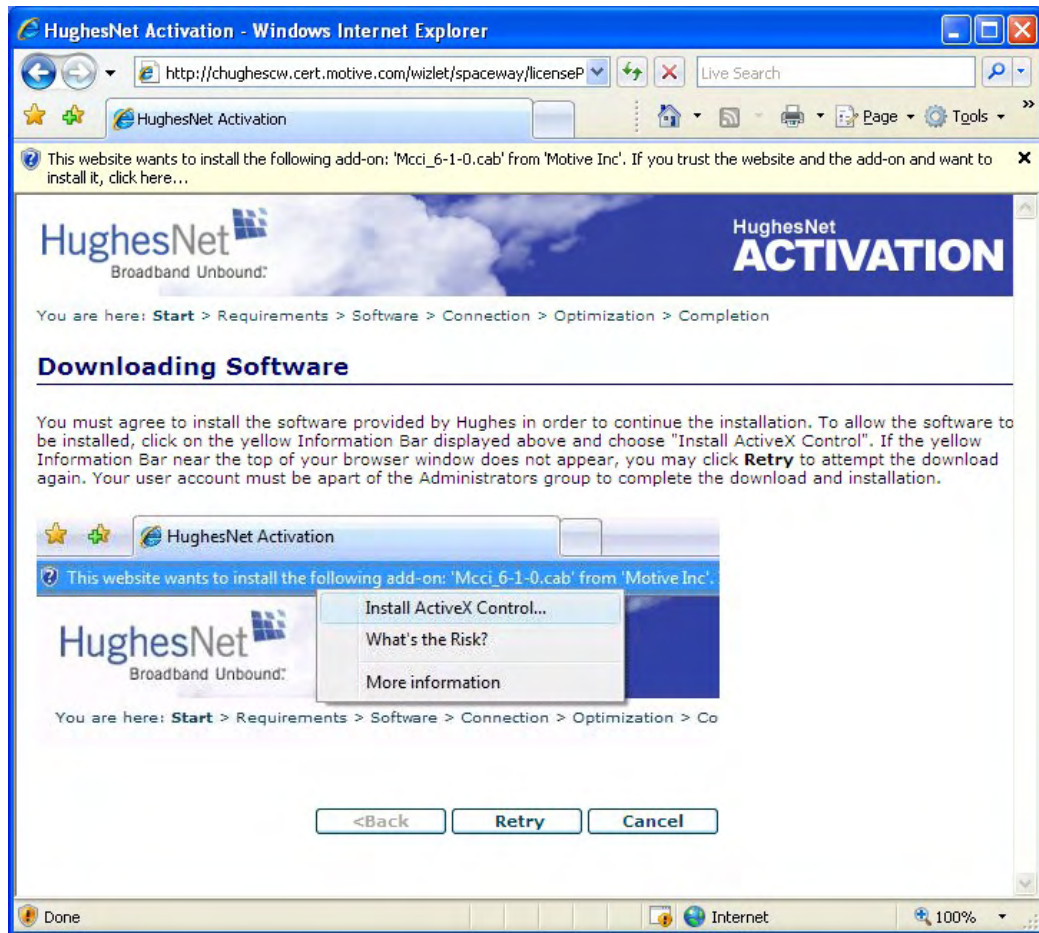 HughesNet Activation - Windows Internet Explorer
http://chughescw.cert.motive.com/wizlet/spaceway/licenseP
Live Search
HughesNet Activation
Page
Tools
»
This website wants to install the following add-on: 'Mcci_6-1-0.cab' from 'Motive Inc'. If you trust the website and the add-on and want to
install it, click here...
HughesNet
Broadband Unbound.
HughesNet
ACTIVATION
You are here: Start > Requirements > Software > Connection > Optimization > Completion
Downloading Software
You must agree to install the software provided by Hughes in order to continue the installation. To allow the software to
be installed, click on the yellow Information Bar displayed above and choose "Install ActiveX Control". If the yellow
Information Bar near the top of your browser window does not appear, you may click Retry to attempt the download
again. Your user account must be apart of the Administrators group to complete the download and installation.
HughesNet Activation
This website wants to install the following add-on: 'Mcci_6-1-0.cab' from 'Motive Inc'.
Install ActiveX Control...
What's the Risk?
More information
HughesNet
Broadband Unbound.
You are here: Start > Requirements > Software > Connection > Optimization > Co
<Back
Retry
Cancel
Done
Internet
100%